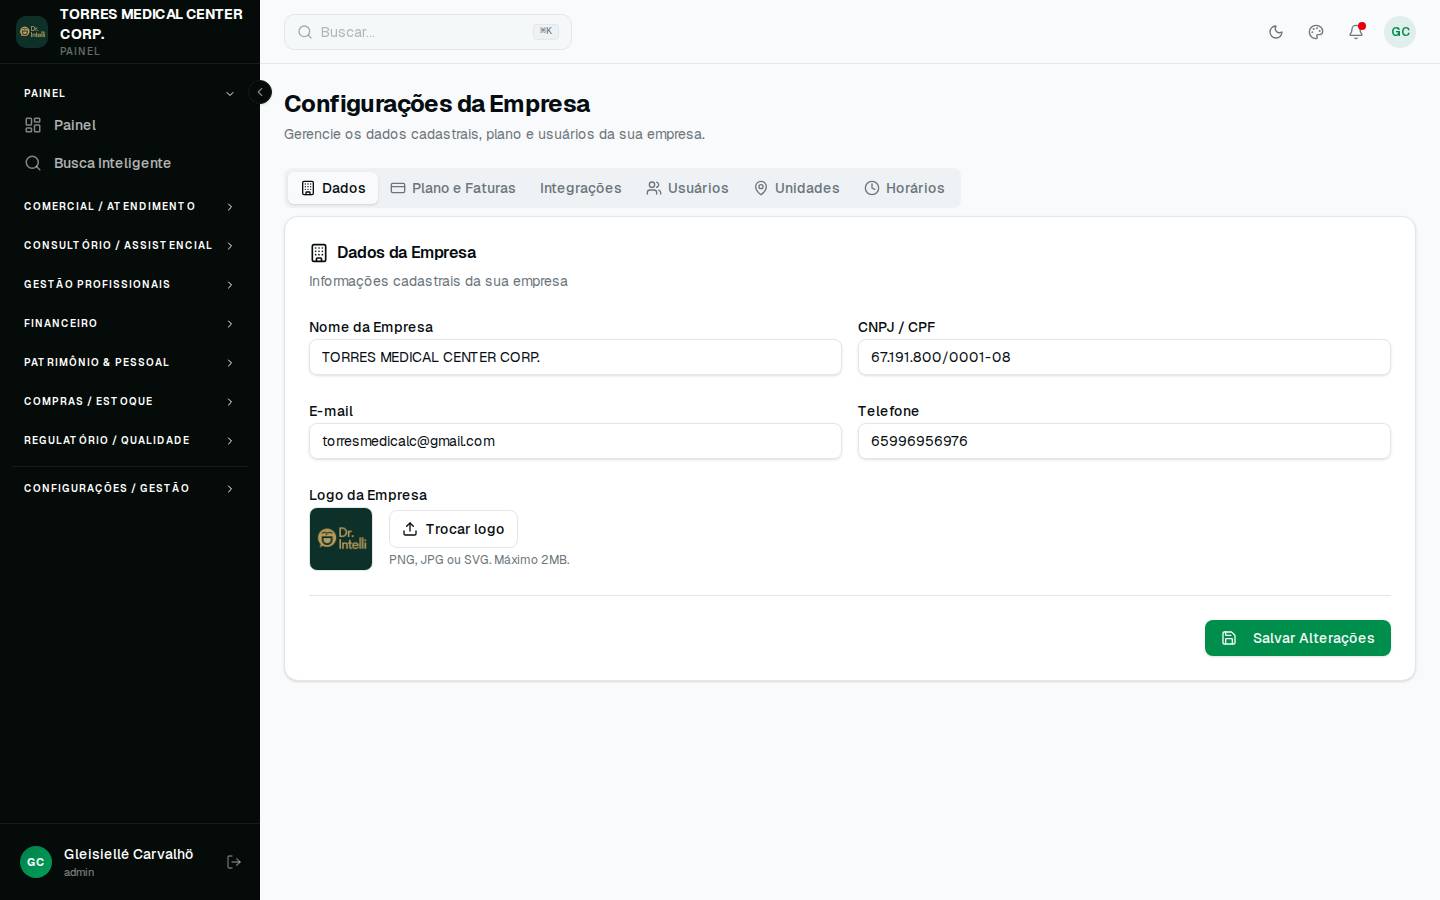 Dr. Intelli
TORRES MEDICAL CENTER
CORP.
PAINEL
Buscar...
⌘K
GC
PAINEL
Painel
Busca Inteligente
COMERCIAL / ATENDIMENTO
CONSULTÓRIO / ASSISTENCIAL
GESTÃO PROFISSIONAIS
FINANCEIRO
PATRIMÔNIO & PESSOAL
COMPRAS / ESTOQUE
REGULATÓRIO / QUALIDADE
CONFIGURAÇÕES / GESTÃO
GC
Gleisiellé Carvalhö
admin
Configurações da Empresa
Gerencie os dados cadastrais, plano e usuários da sua empresa.
Dados Plano e Faturas Integrações Usuários Unidades Horários
Dados da Empresa
Informações cadastrais da sua empresa
Nome da Empresa
TORRES MEDICAL CENTER CORP.
CNPJ / CPF
67.191.800/0001-08
E-mail
torresmedicalc@gmail.com
Telefone
65996956976
Logo da Empresa
Dr.
Intelli
Trocar logo
PNG, JPG ou SVG. Máximo 2MB.
Salvar Alterações